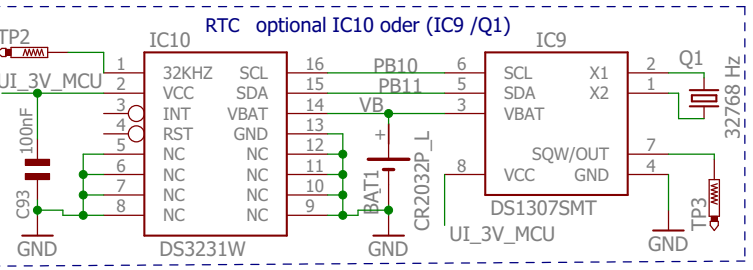 RTC optional IC10 oder (IC9 /Q1)
TP2
IC10
IC9
UI_3V_MCU
100nF
C93
GND
1 32KHZ SCL 16
2 VCC SDA 15
3 INT VBAT 14
4 RST GND 13
5 NC NC 12
6 NC NC 11
7 NC NC 10
8 NC NC 9
DS3231W
PB10
PB11
VB
+
BAT1
CR2032P_L
GND
6 SCL X1 2
5 SDA X2 1
3 VBAT
SQW/OUT 7
8 VCC GND 4
DS1307SMT
UI_3V_MCU
Q1
32768 Hz
TP3
GND